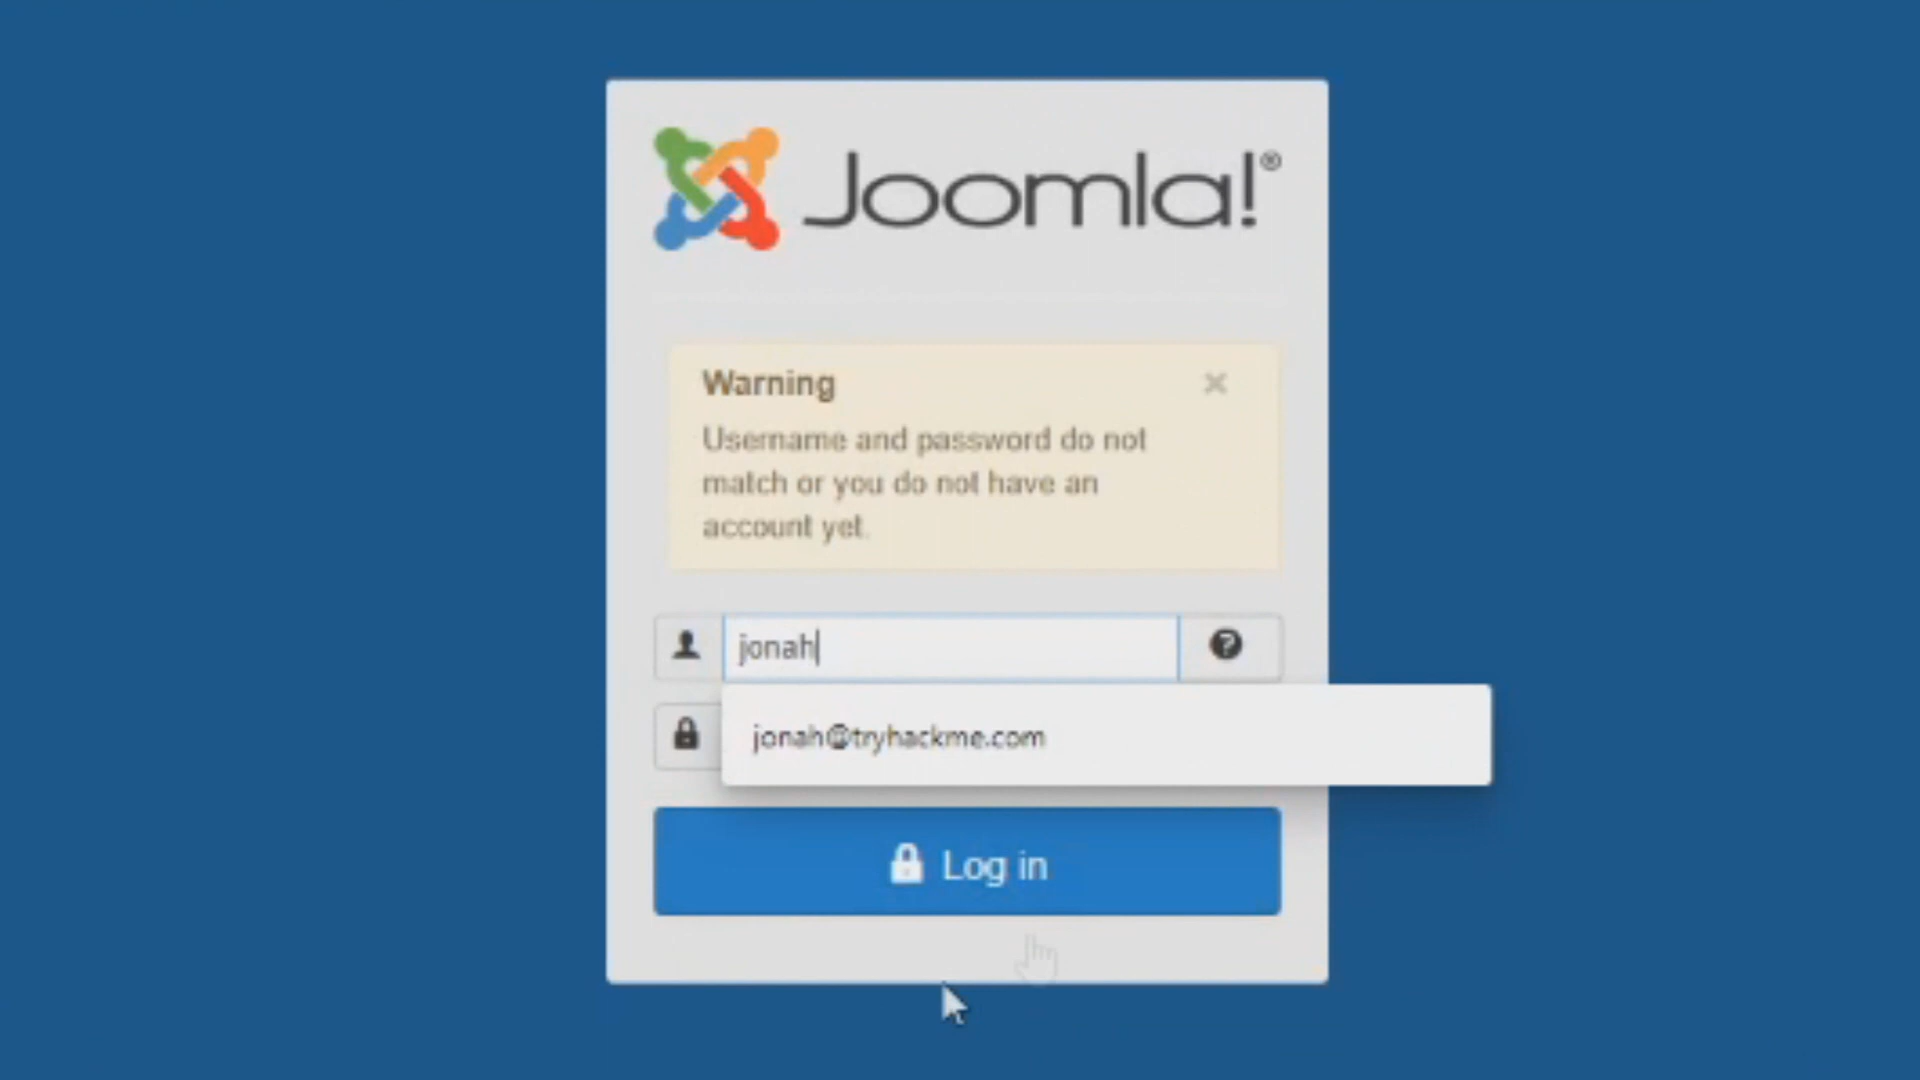 Joomla!®
Warning
×
Username and password do not
match or you do not have an
account yet.
jonah
jonah@tryhackme.com
Log in